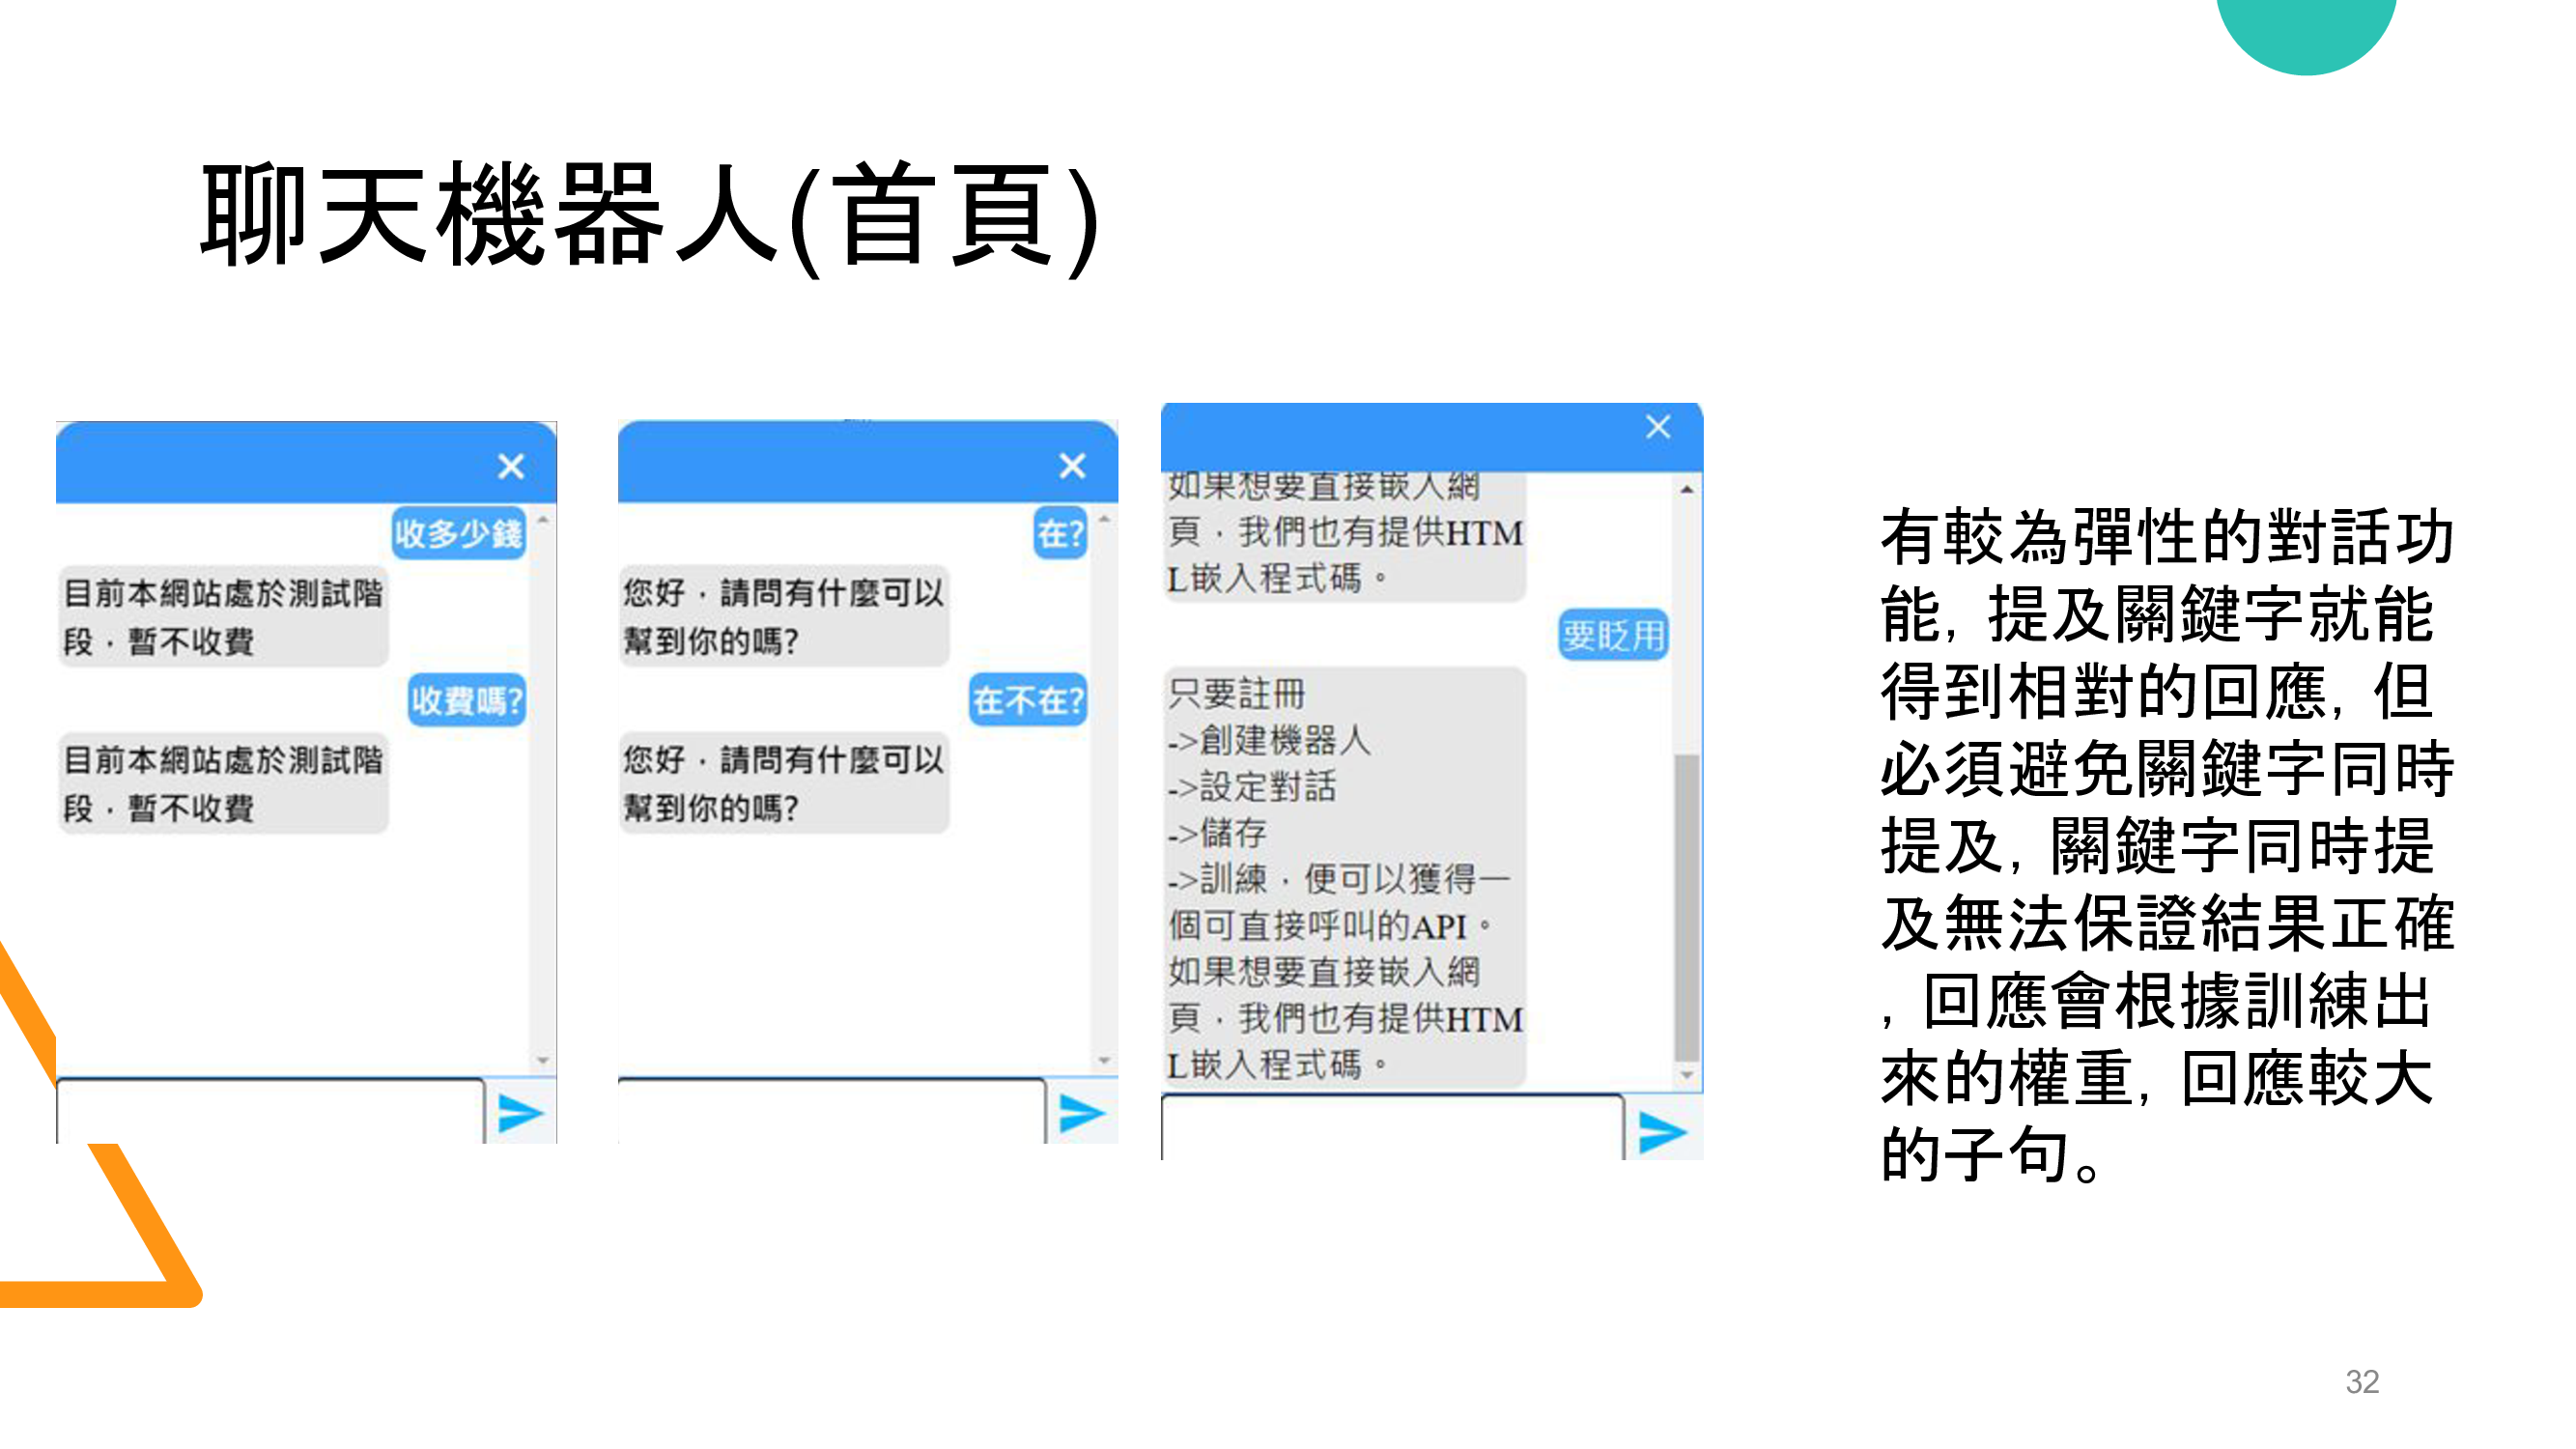 聊天機器人(首頁)
收多少錢
目前本網站處於測試階
段，暫不收費
收費嗎?
目前本網站處於測試階
段，暫不收費
在?
您好，請問有什麼可以
幫到你的嗎?
在不在?
您好，請問有什麼可以
幫到你的嗎?
如果想要直接嵌入網
頁，我們也有提供HTM
L嵌入程式碼。
要眨用
只要註冊
->創建機器人
->設定對話
->儲存
->訓練，便可以獲得一
個可直接呼叫的API。
如果想要直接嵌入網
頁，我們也有提供HTM
L嵌入程式碼。
有較為彈性的對話功
能，提及關鍵字就能
得到相對的回應，但
必須避免關鍵字同時
提及，關鍵字同時提
及無法保證結果正確
，回應會根據訓練出
來的權重，回應較大
的子句。
32